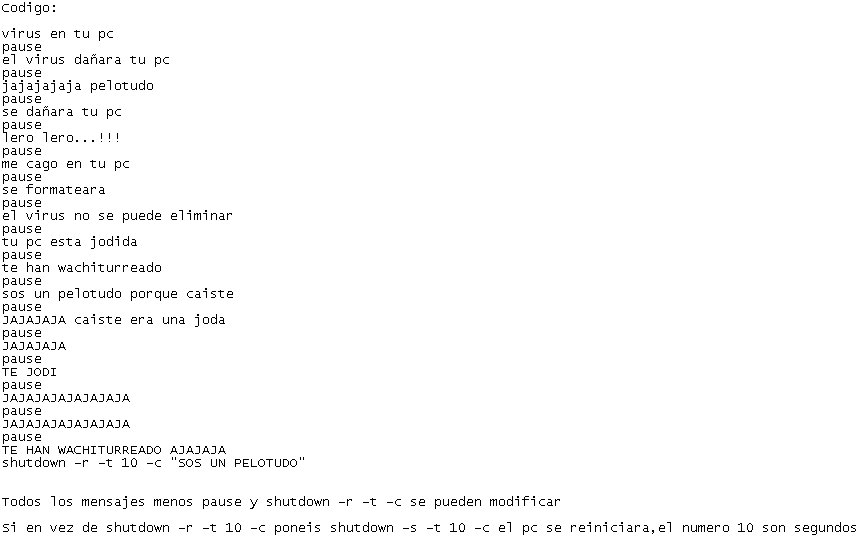 Codigo:
virus en tu pc
pause
el virus dañara tu pc
pause
jajajajaja pelotudo
pause
se dañara tu pc
pause
lero lero...!!!
pause
me cago en tu pc
pause
se formateara
pause
el virus no se puede eliminar
pause
tu pc esta jodida
pause
te han wachiturreado
pause
sos un pelotudo porque caiste
pause
JAJAJAJA caiste era una joda
pause
JAJAJAJA
pause
TE JODI
pause
JAJAJAJAJAJAJAJA
pause
JAJAJAJAJAJAJAJA
pause
TE HAN WACHITURREADO AJAJAJA
shutdown -r -t 10 -c "SOS UN PELOTUDO"
Todos los mensajes menos pause y shutdown -r -t -c se pueden modificar
Si en vez de shutdown -r -t 10 -c poneis shutdown -s -t 10 -c el pc se reiniciara,el numero 10 son segundos